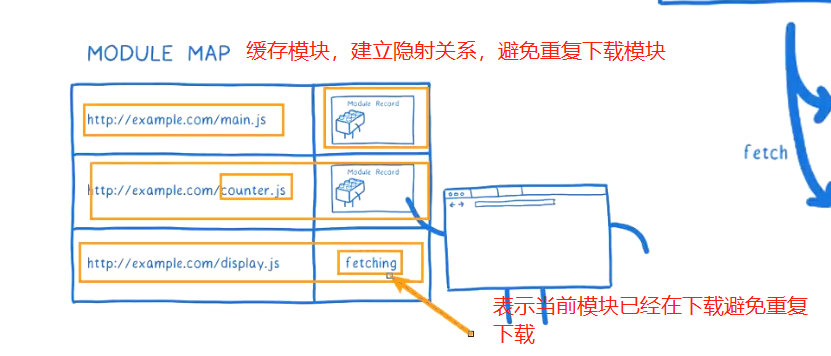 MODULE MAP 缓存模块，建立隐射关系，避免重复下载模块
http://example.com/main.js
Module Record
http://example.com/counter.js
Module Record
fetch
http://example.com/display.js
fetching
表示当前模块已经在下载避免重复
下载